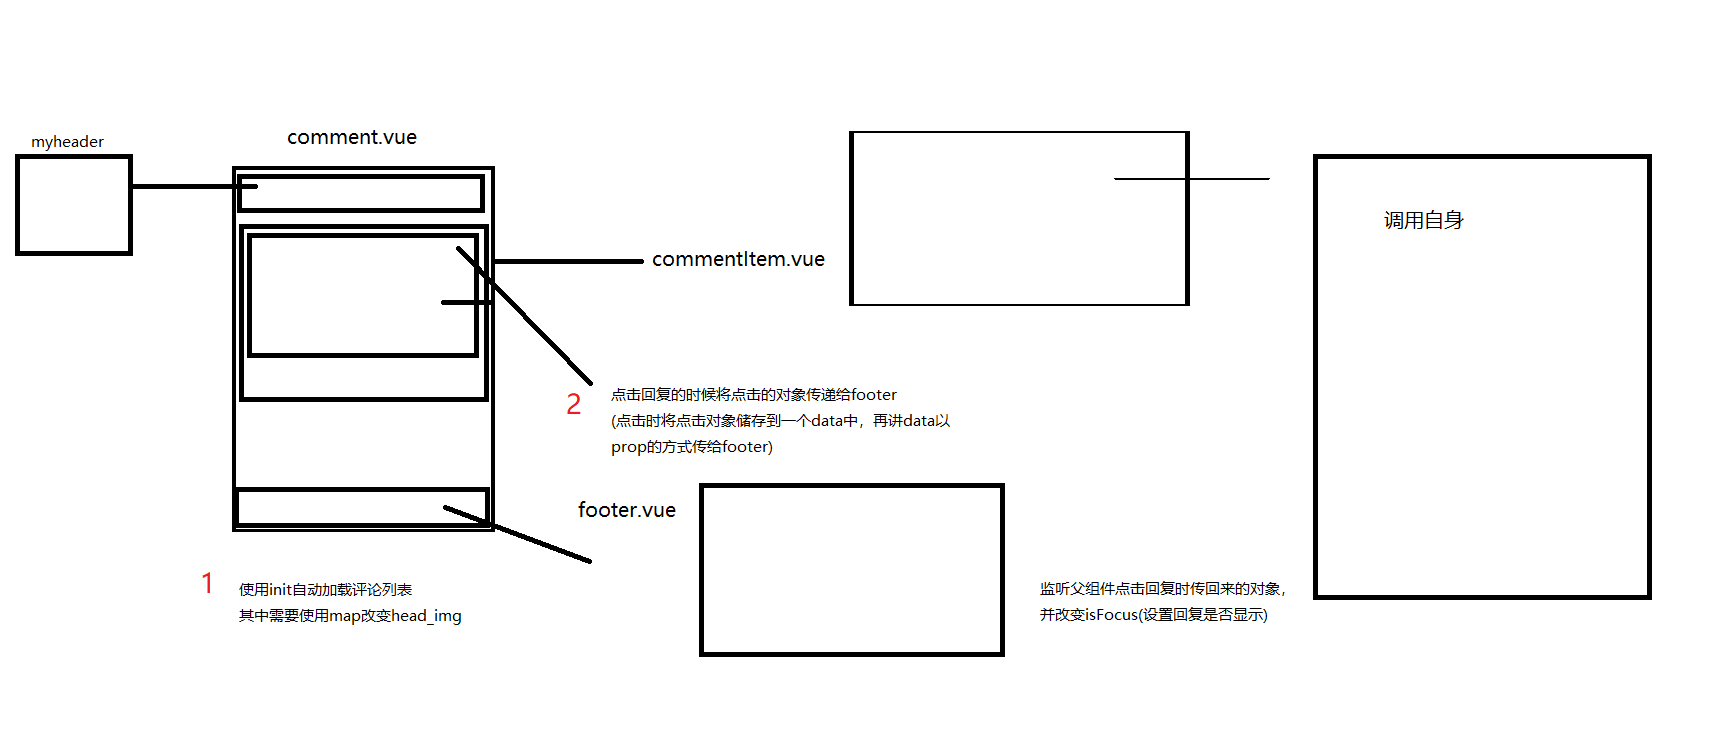 myheader
comment.vue
调用自身
commentItem.vue
2
点击回复的时候将点击的对象传递给footer
(点击时将点击对象储存到一个data中，再讲data以
prop的方式传给footer)
footer.vue
1
使用init自动加载评论列表
其中需要使用map改变head_img
监听父组件点击回复时传回来的对象，
并改变isFocus(设置回复是否显示)